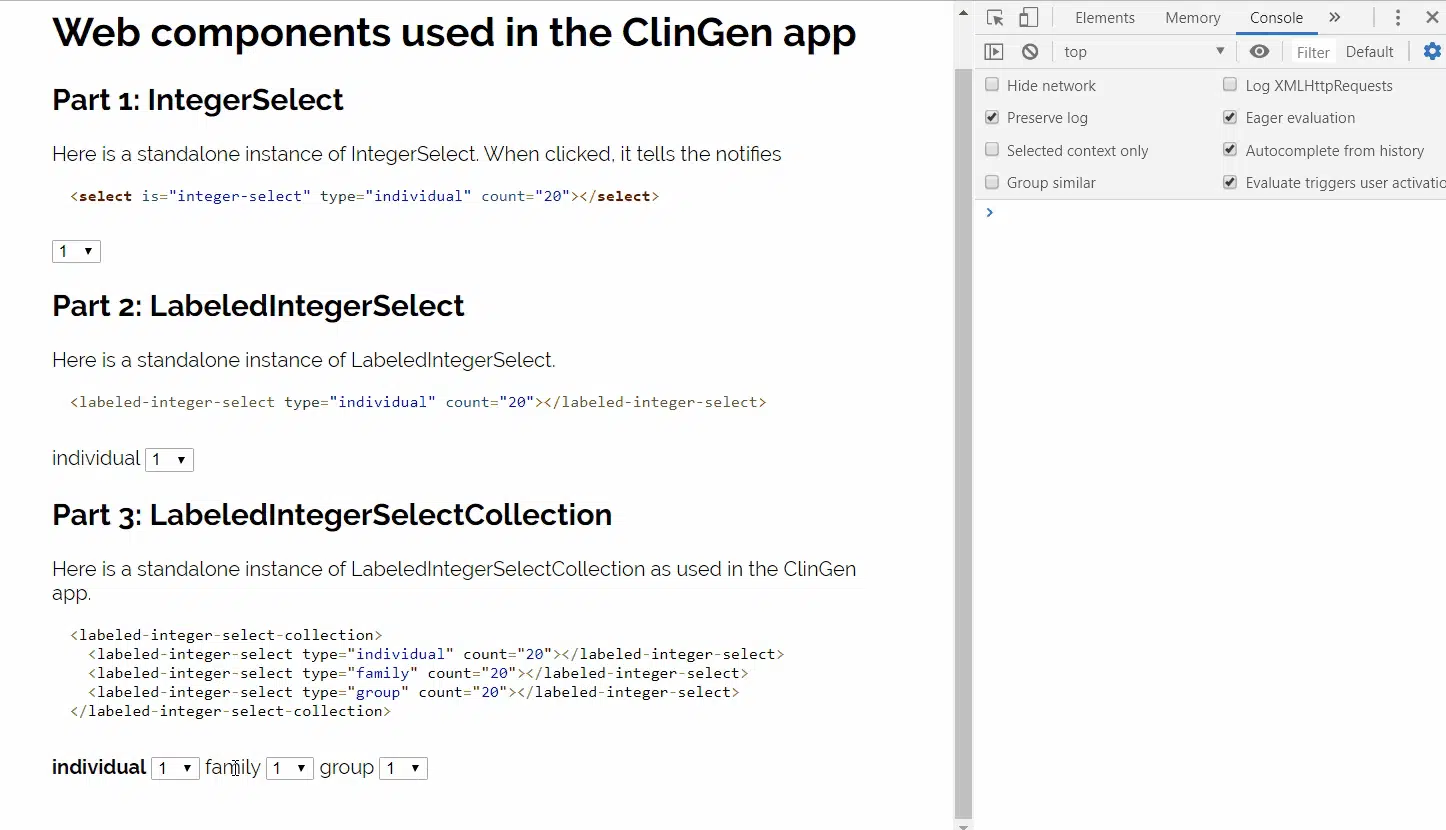 Web components used in the ClinGen app
Part 1: IntegerSelect
Here is a standalone instance of IntegerSelect. When clicked, it tells the notifies
<select is="integer-select" type="individual" count="20"></select>
1
Part 2: LabeledIntegerSelect
Here is a standalone instance of LabeledIntegerSelect.
<labeled-integer-select type="individual" count="20"></labeled-integer-select>
individual 1
Part 3: LabeledIntegerSelectCollection
Here is a standalone instance of LabeledIntegerSelectCollection as used in the ClinGen
app.
<labeled-integer-select-collection>
<labeled-integer-select type="individual" count="20"></labeled-integer-select>
<labeled-integer-select type="family" count="20"></labeled-integer-select>
<labeled-integer-select type="group" count="20"></labeled-integer-select>
</labeled-integer-select-collection>
individual 1 family 1 group 1
Elements Memory Console
top Filter Default
Hide network Log XMLHttpRequests
Preserve log Eager evaluation
Selected context only Autocomplete from history
Group similar Evaluate triggers user activatio